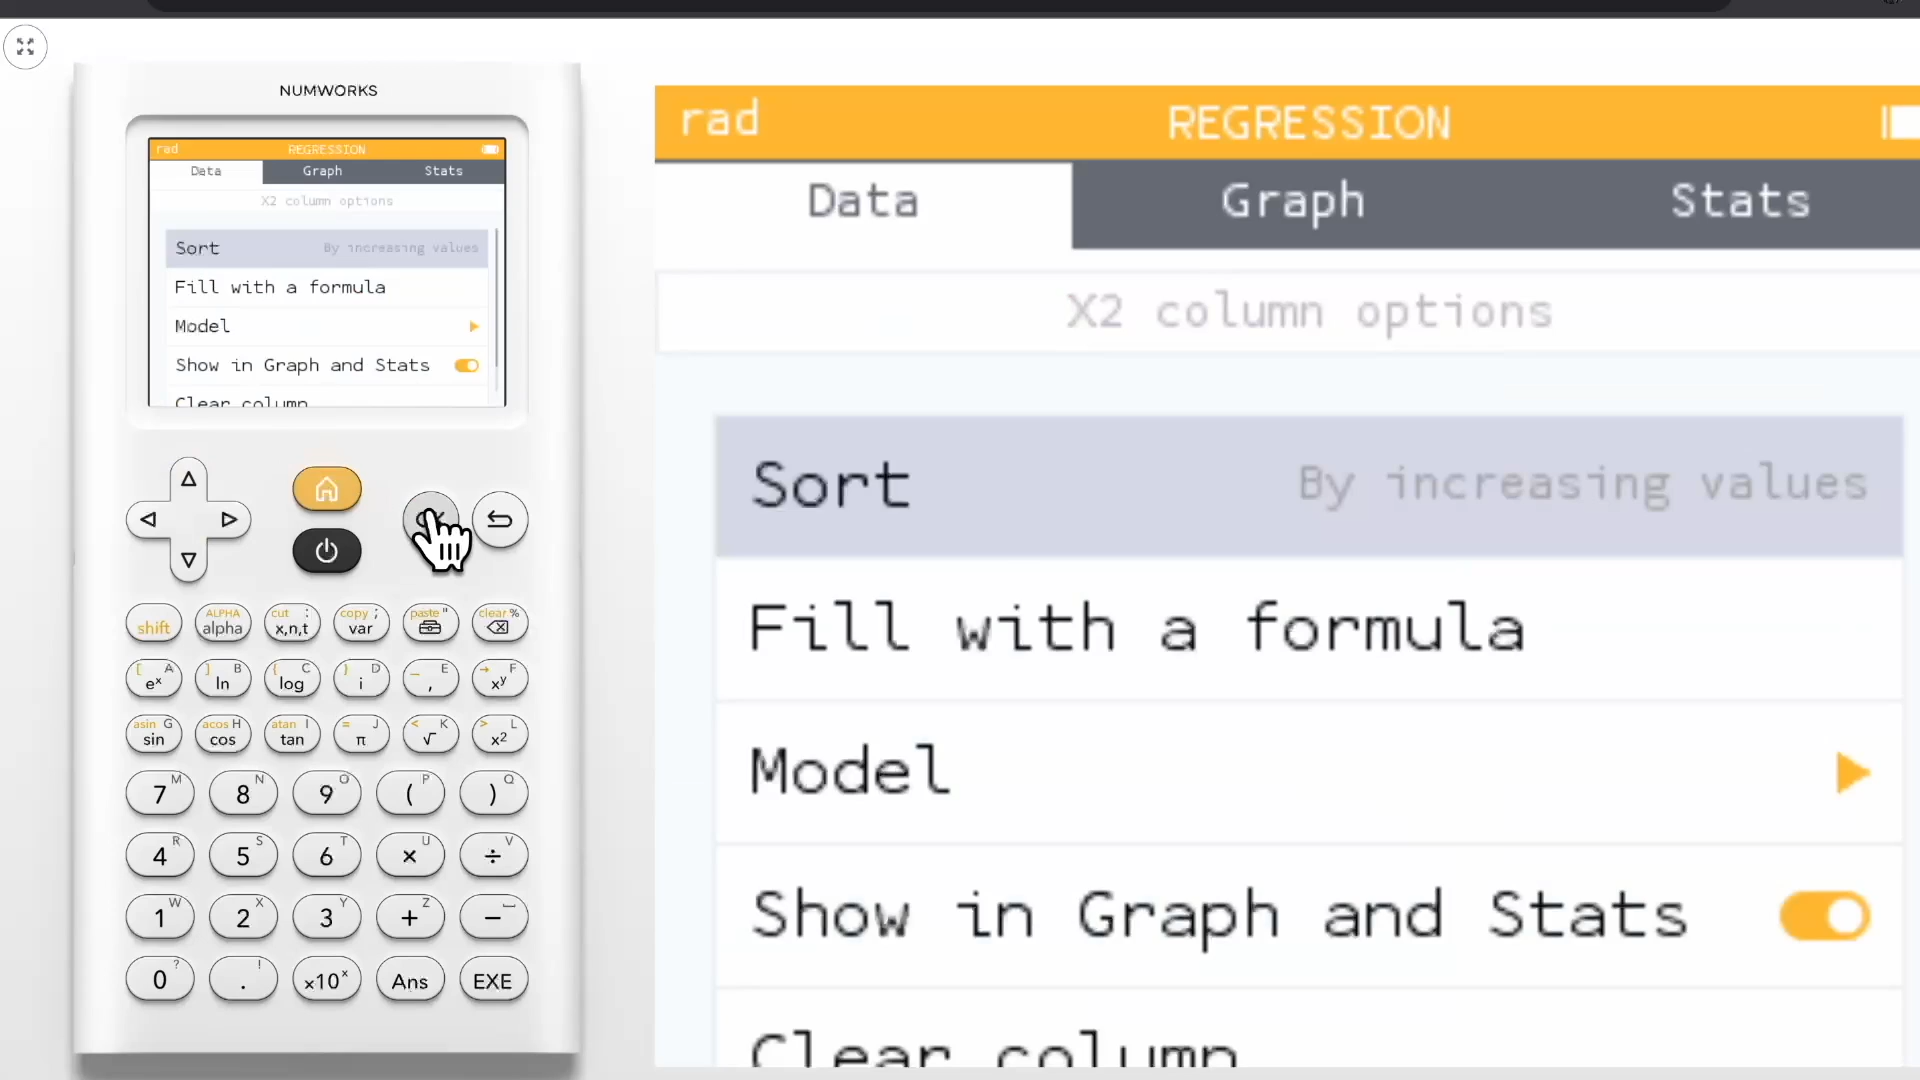 NUMWORKS
rad REGRESSION
Data Graph Stats
X2 column options
Sort By increasing values
Fill with a formula
Model
Show in Graph and Stats
Clear column
shift
ALPHA
alpha
cut :
x,n,t
copy ;
var
paste "
clear %
[ A
eˣ
] B
ln
{ C
log
} D
i
_ E
,
→ F
xʸ
asin G
sin
acos H
cos
atan I
tan
= J
π
< K
√
> L
x²
7 M
8 N
9 O
( P
) Q
4 R
5 S
6 T
× U
÷ V
1 W
2 X
3 Y
+ Z
−
0 ?
. !
×10ˣ
Ans
EXE
rad REGRESSION
Data Graph Stats
X2 column options
Sort By increasing values
Fill with a formula
Model
Show in Graph and Stats
Clear column